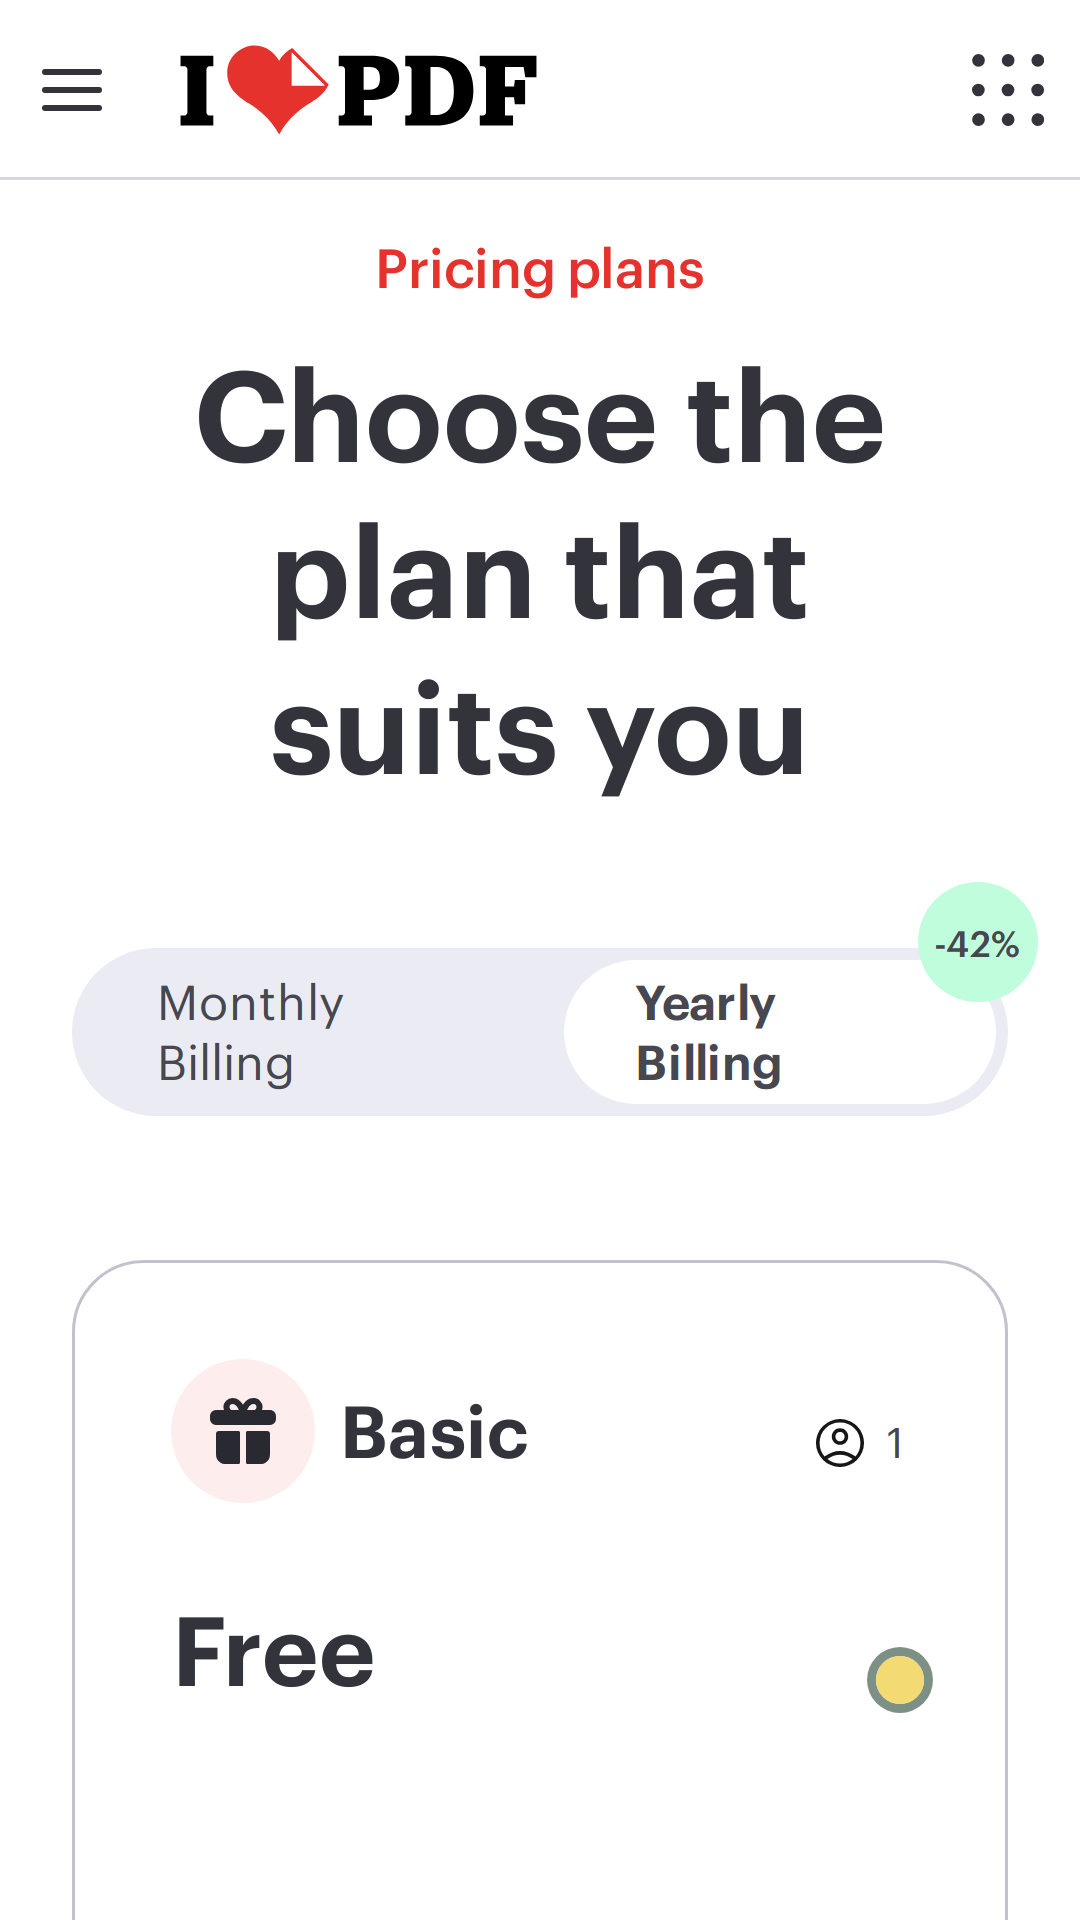 I PDF
Pricing plans
Choose the
plan that
suits you
-42%
Monthly
Billing
Yearly
Billing
Basic
1
Free